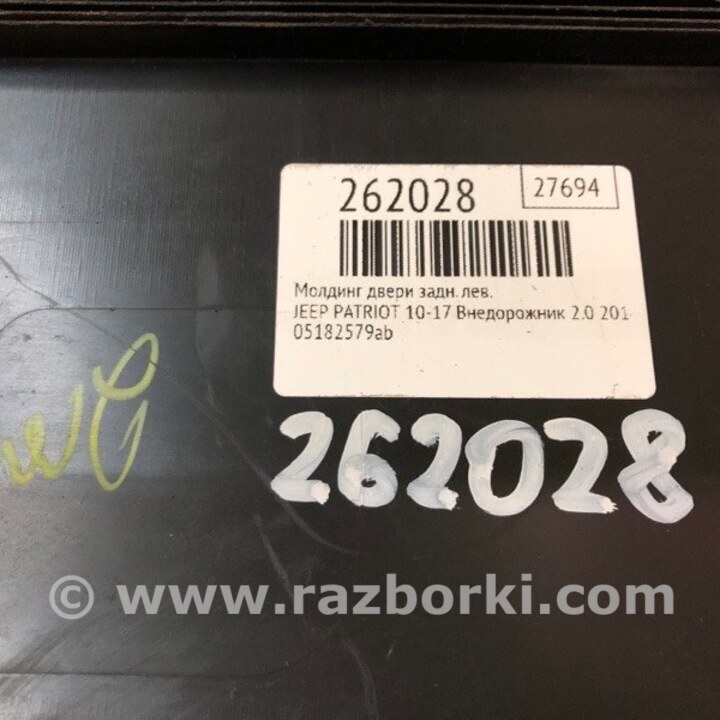 262028
27694
Молдинг двери задн. лев.
JEEP PATRIOT 10-17 Внедорожник 2.0 201
05182579ab
262028
© www.razborki.com